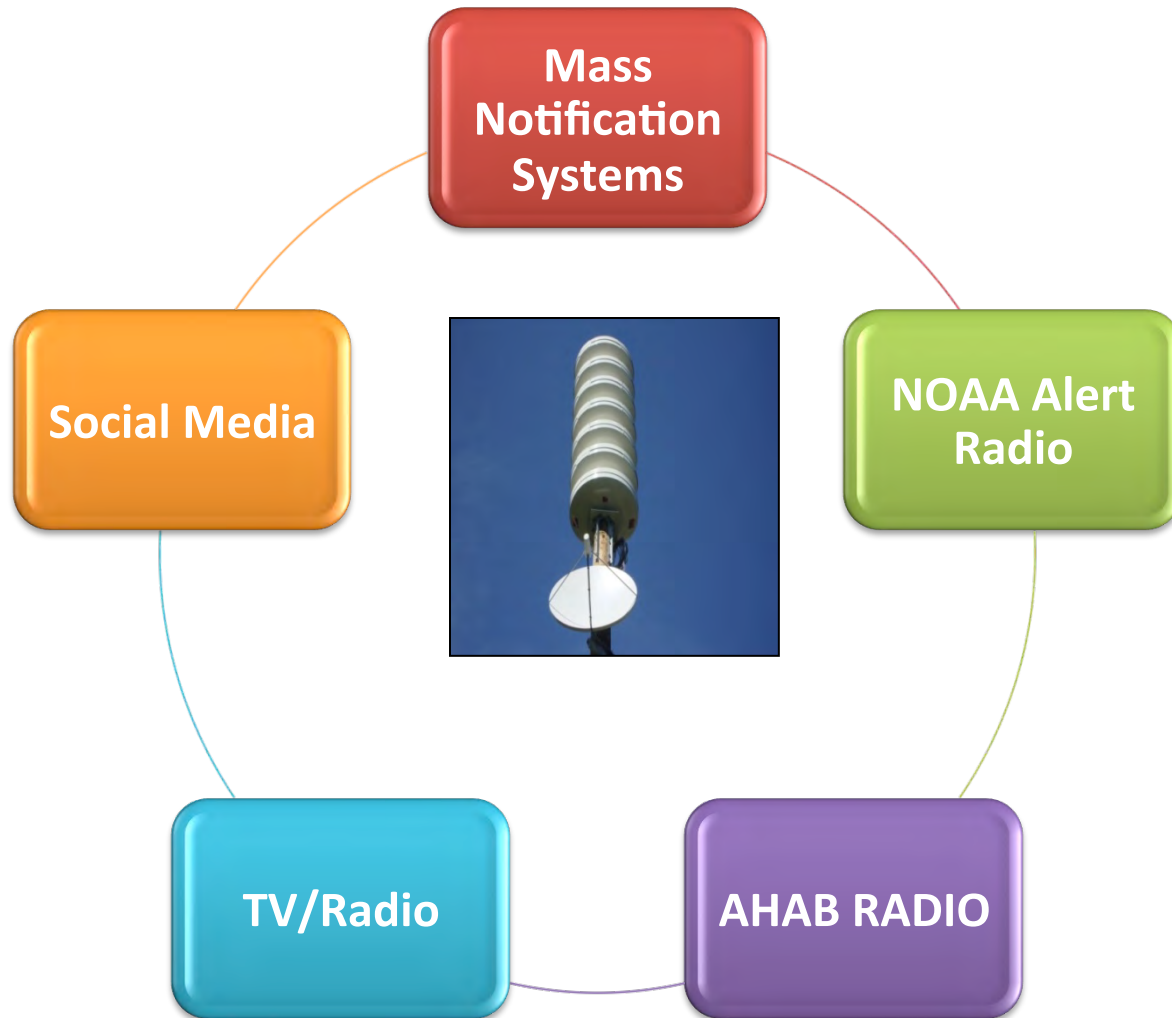 Mass
Notification
Systems
NOAA Alert
Radio
AHAB RADIO
TV/Radio
Social Media